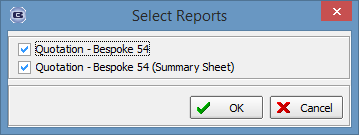 Select Reports
Quotation - Bespoke 54
Quotation - Bespoke 54 (Summary Sheet)
OK Cancel